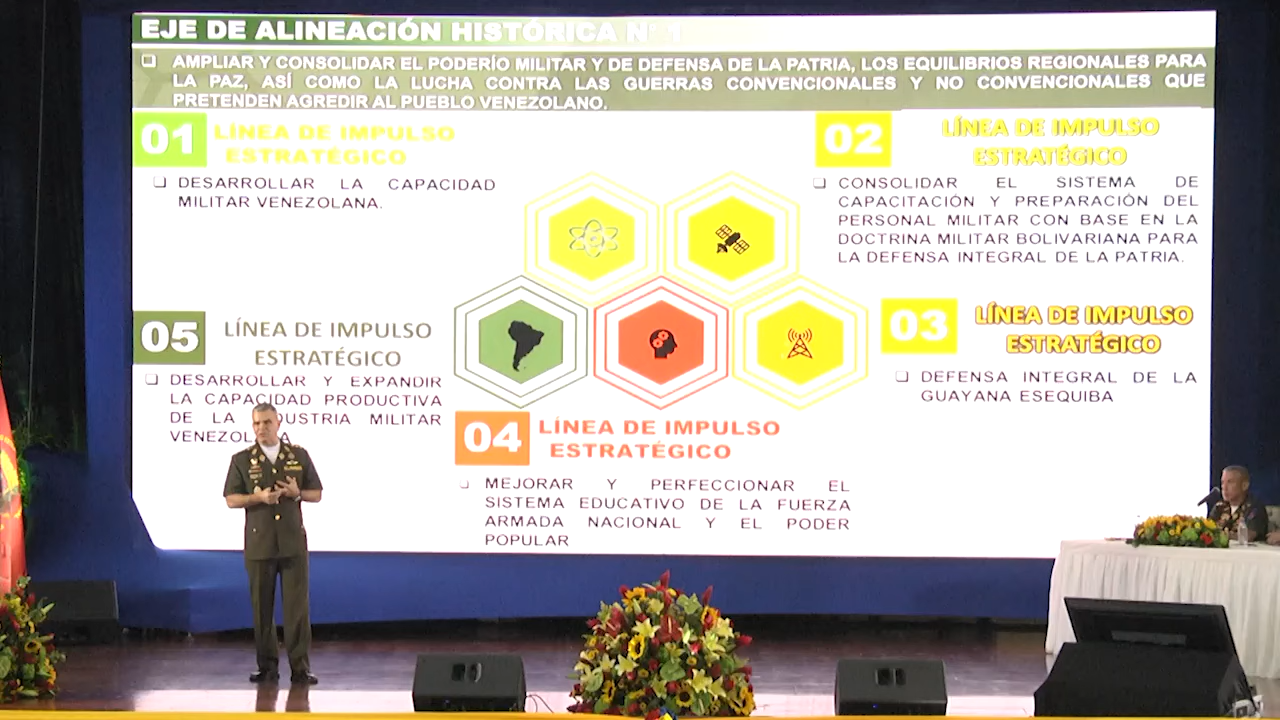 EJE DE ALINEACIÓN HISTÓRICA N° 1
❑ AMPLIAR Y CONSOLIDAR EL PODERÍO MILITAR Y DE DEFENSA DE LA PATRIA, LOS EQUILIBRIOS REGIONALES PARA
LA PAZ, ASÍ COMO LA LUCHA CONTRA LAS GUERRAS CONVENCIONALES Y NO CONVENCIONALES QUE
PRETENDEN AGREDIR AL PUEBLO VENEZOLANO.
01 LÍNEA DE IMPULSO
ESTRATÉGICO
❑ DESARROLLAR LA CAPACIDAD
MILITAR VENEZOLANA.
02 LÍNEA DE IMPULSO
ESTRATÉGICO
❑ CONSOLIDAR EL SISTEMA DE
CAPACITACIÓN Y PREPARACIÓN DEL
PERSONAL MILITAR CON BASE EN LA
DOCTRINA MILITAR BOLIVARIANA PARA
LA DEFENSA INTEGRAL DE LA PATRIA.
03 LÍNEA DE IMPULSO
ESTRATÉGICO
❑ DEFENSA INTEGRAL DE LA
GUAYANA ESEQUIBA
04 LÍNEA DE IMPULSO
ESTRATÉGICO
❑ MEJORAR Y PERFECCIONAR EL
SISTEMA EDUCATIVO DE LA FUERZA
ARMADA NACIONAL Y EL PODER
POPULAR
05 LÍNEA DE IMPULSO
ESTRATÉGICO
❑ DESARROLLAR Y EXPANDIR
LA CAPACIDAD PRODUCTIVA
DE LA MILITAR